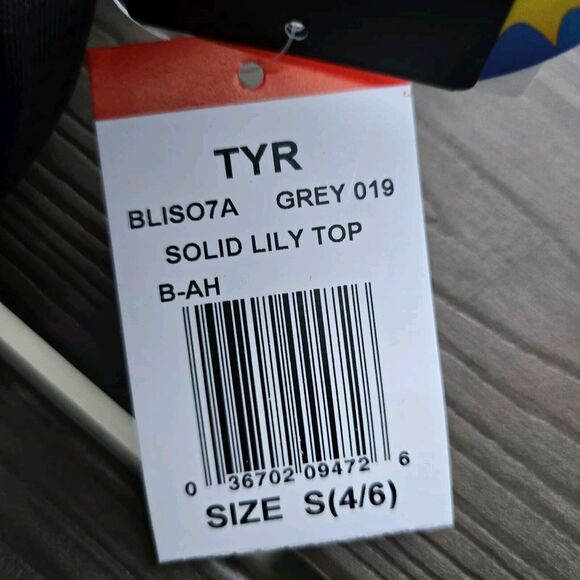 TYR
BLISO7A GREY 019
SOLID LILY TOP
B-AH
0 36702 09472 6
SIZE S(4/6)